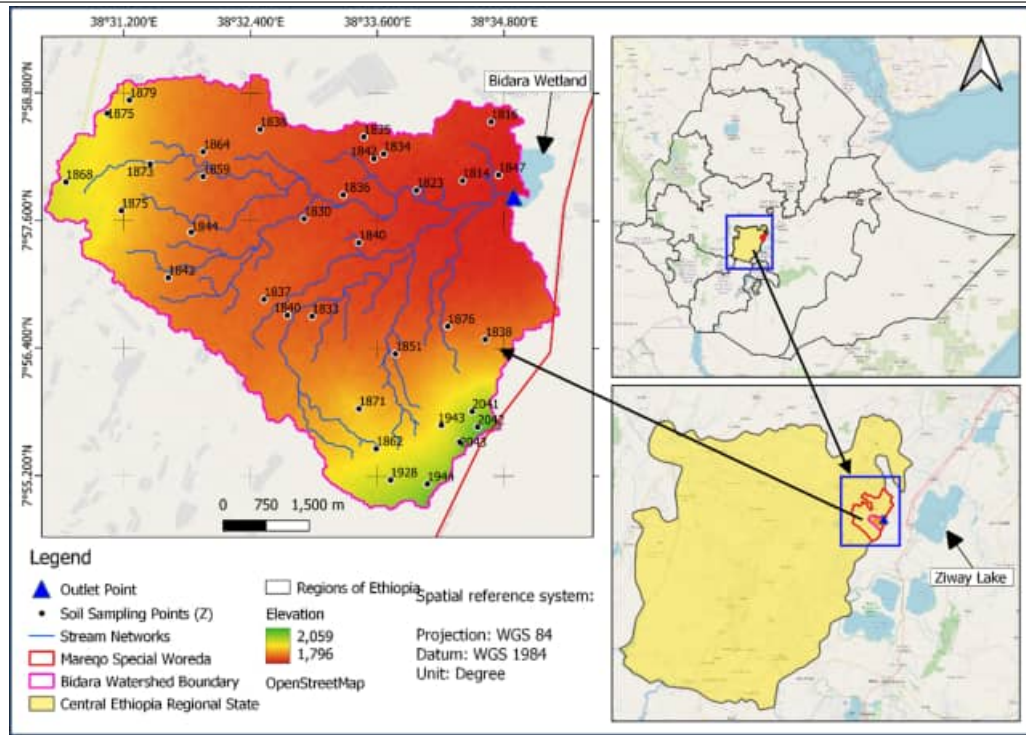 38°31.200'E 38°32.400'E 38°33.600'E 38°34.800'E
7°58.800'N
7°57.600'N
7°56.400'N
7°55.200'N
Bidara Wetland
1879
1875
1838
1816
1835
1864
1842 1834
1873
1859
1847
1868
1814
1836
1823
1875
1830
1844
1840
1842
1837
1840 1833
1876
1838
1851
1871
2041
1943
2042
2043
1862
1928
1944
0 750 1,500 m
Ziway Lake
Legend
Outlet Point
Soil Sampling Points (Z)
Stream Networks
Mareqo Special Woreda
Bidara Watershed Boundary
Central Ethiopia Regional State
Regions of Ethiopia
Elevation
2,059
1,796
OpenStreetMap
Spatial reference system:
Projection: WGS 84
Datum: WGS 1984
Unit: Degree